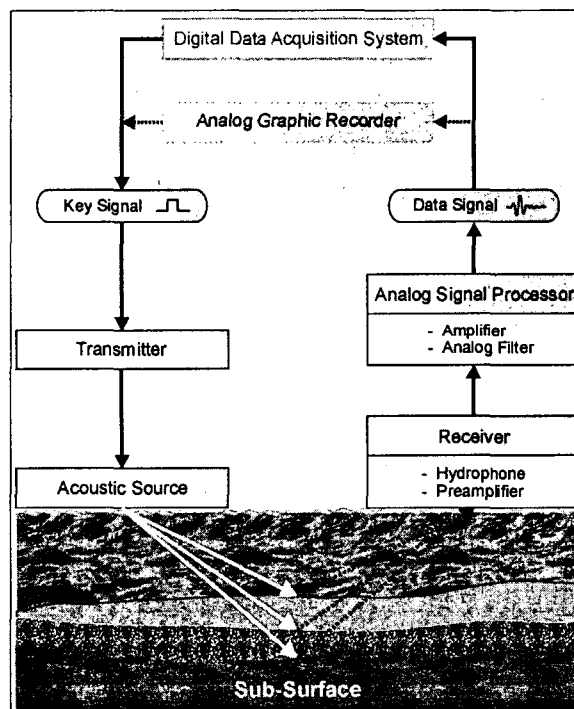 Digital Data Acquisition System
Analog Graphic Recorder
Key Signal
Data Signal
Analog Signal Processor
- Amplifier
- Analog Filter
Transmitter
Receiver
- Hydrophone
- Preamplifier
Acoustic Source
Sub-Surface